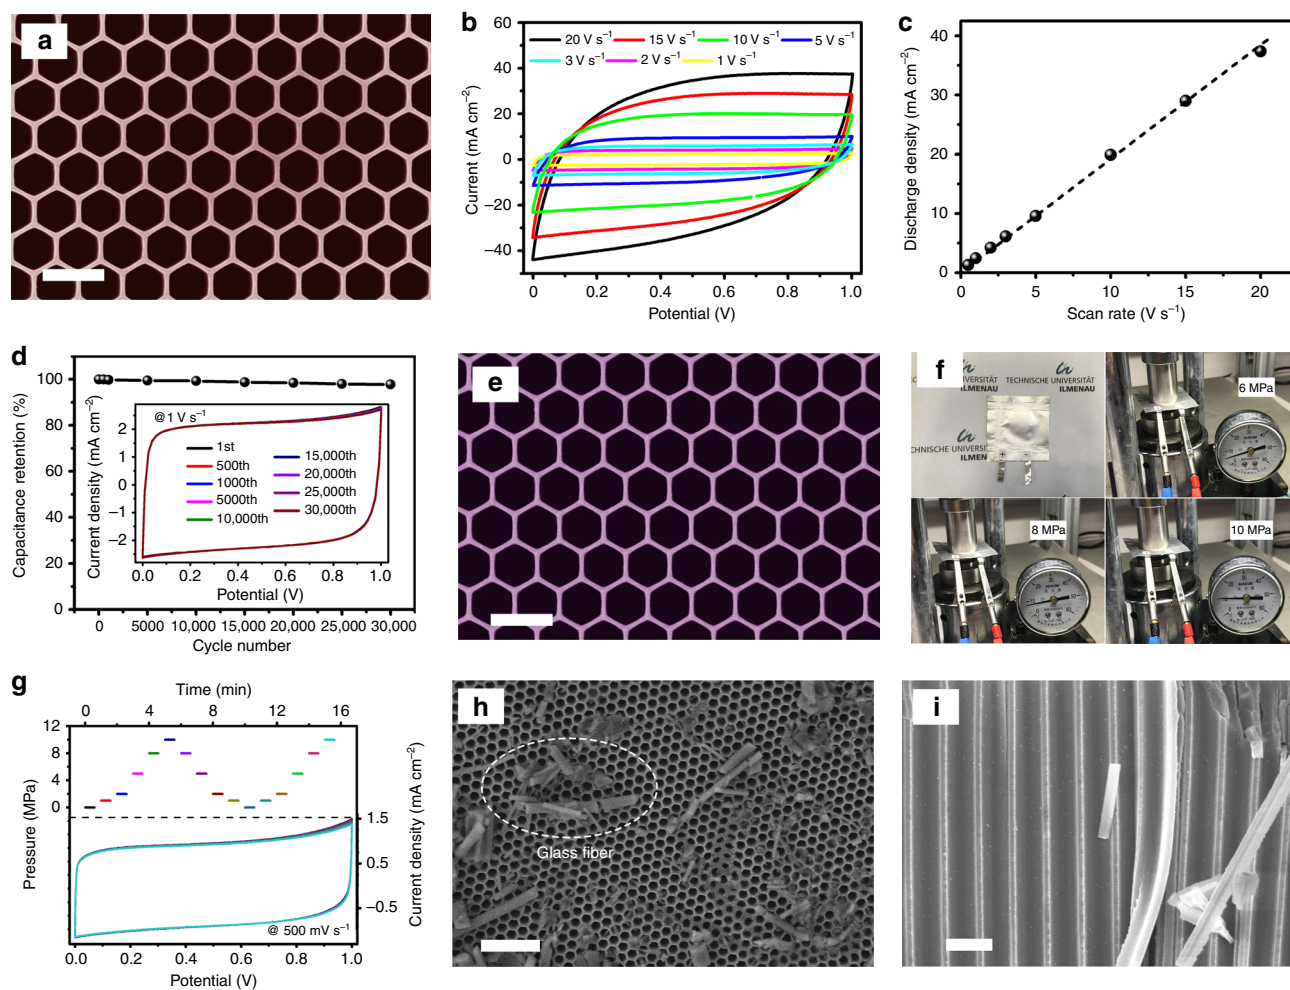 a
b
60
40
20
0
−20
−40
Current (mA cm−2)
20 V s−1
15 V s−1
10 V s−1
5 V s−1
3 V s−1
2 V s−1
1 V s−1
0
0.2
0.4
0.6
0.8
1.0
Potential (V)
c
40
30
20
10
0
Discharge density (mA cm−2)
0
5
10
15
20
Scan rate (V s−1)
d
100
80
60
40
20
0
Capacitance retention (%)
@1 V s−1
2
1
0
−1
−2
Current density (mA cm−2)
1st
500th
1000th
5000th
10,000th
15,000th
20,000th
25,000th
30,000th
0.0
0.2
0.4
0.6
0.8
1.0
Potential (V)
0
5000
10,000
15,000
20,000
25,000
30,000
Cycle number
e
f
TECHNISCHE UNIVERSITÄT
ILMENAU
TECHNISCHE UNIVERSITÄT
ILMENAU
6 MPa
8 MPa
10 MPa
g
Time (min)
0
4
8
12
16
12
8
4
0
Pressure (MPa)
1.5
0.5
−0.5
Current density (mA cm−2)
@ 500 mV s−1
0.0
0.2
0.4
0.6
0.8
1.0
Potential (V)
h
Glass fiber
i